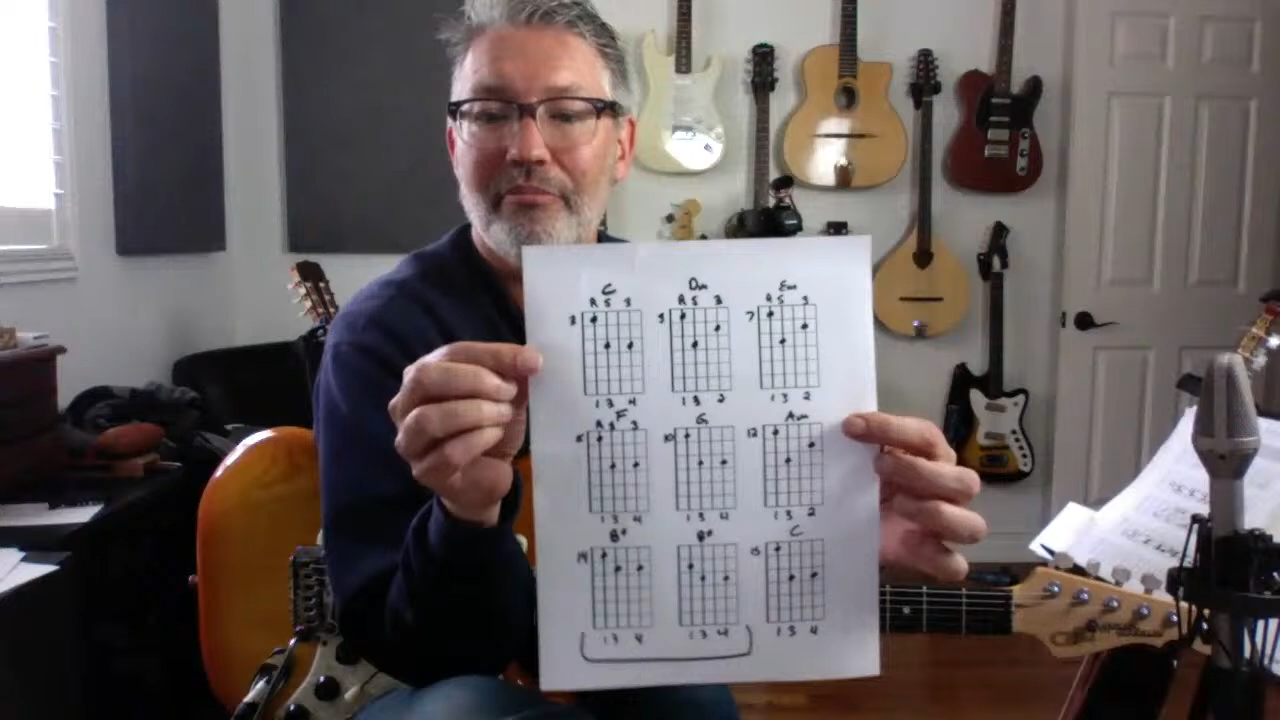 C Dm Em
R 5 3 R 5 3 R 5 3
3 5 7
1 3 4 1 3 2 1 3 2
F G Am
R 5 3
8 10 12
1 3 4 1 3 4 1 3 2
C
14 15
1 3 4 1 3 4 1 3 4